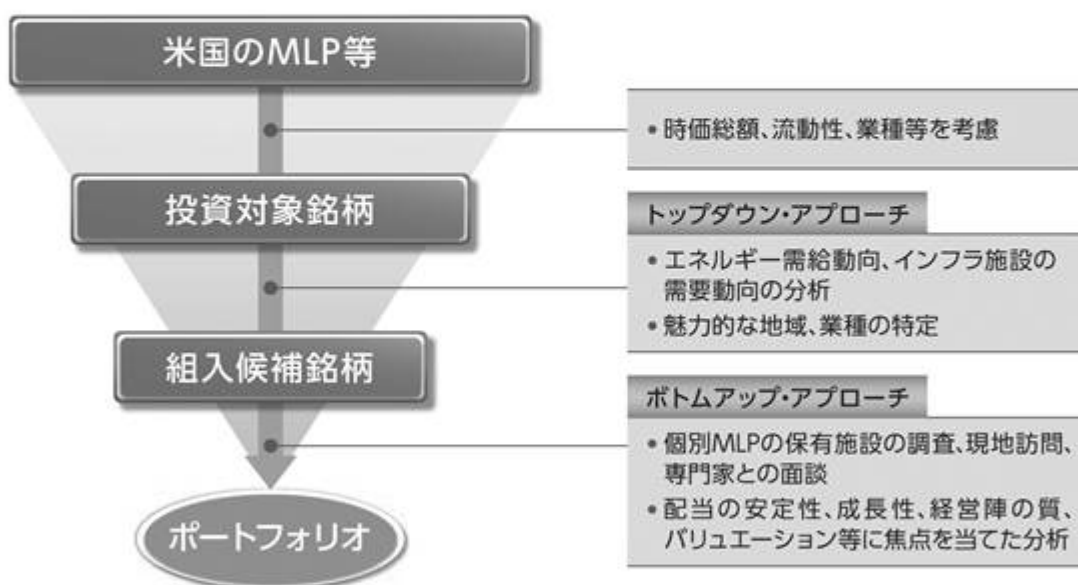 米国のMLP等
• 時価総額、流動性、業種等を考慮
投資対象銘柄
トップダウン・アプローチ
• エネルギー需給動向、インフラ施設の
需要動向の分析
• 魅力的な地域、業種の特定
組入候補銘柄
ボトムアップ・アプローチ
• 個別MLPの保有施設の調査、現地訪問、
専門家との面談
• 配当の安定性、成長性、経営陣の質、
バリュエーション等に焦点を当てた分析
ポートフォリオ